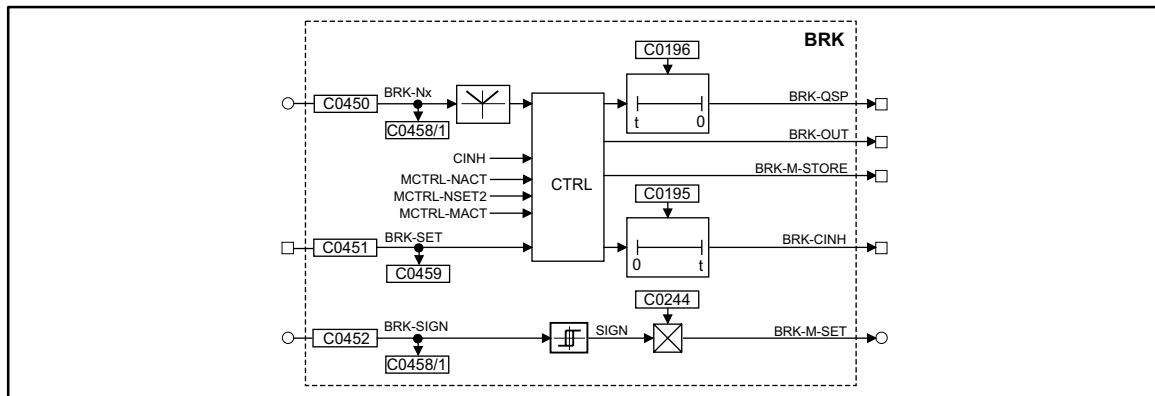 BRK
C0196
C0450
BRK-Nx
C0458/1
t
0
BRK-QSP
BRK-OUT
BRK-M-STORE
CINH
MCTRL-NACT
MCTRL-NSET2
MCTRL-MACT
CTRL
C0195
C0451
BRK-SET
C0459
0
t
BRK-CINH
C0244
C0452
BRK-SIGN
C0458/1
SIGN
BRK-M-SET